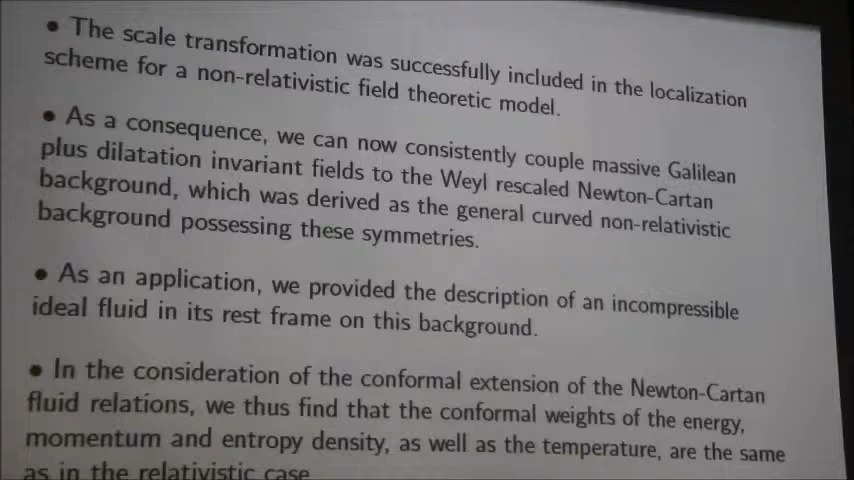 • The scale transformation was successfully included in the localization
scheme for a non-relativistic field theoretic model.
• As a consequence, we can now consistently couple massive Galilean
plus dilatation invariant fields to the Weyl rescaled Newton-Cartan
background, which was derived as the general curved non-relativistic
background possessing these symmetries.
• As an application, we provided the description of an incompressible
ideal fluid in its rest frame on this background.
• In the consideration of the conformal extension of the Newton-Cartan
fluid relations, we thus find that the conformal weights of the energy,
momentum and entropy density, as well as the temperature, are the same
as in the relativistic case